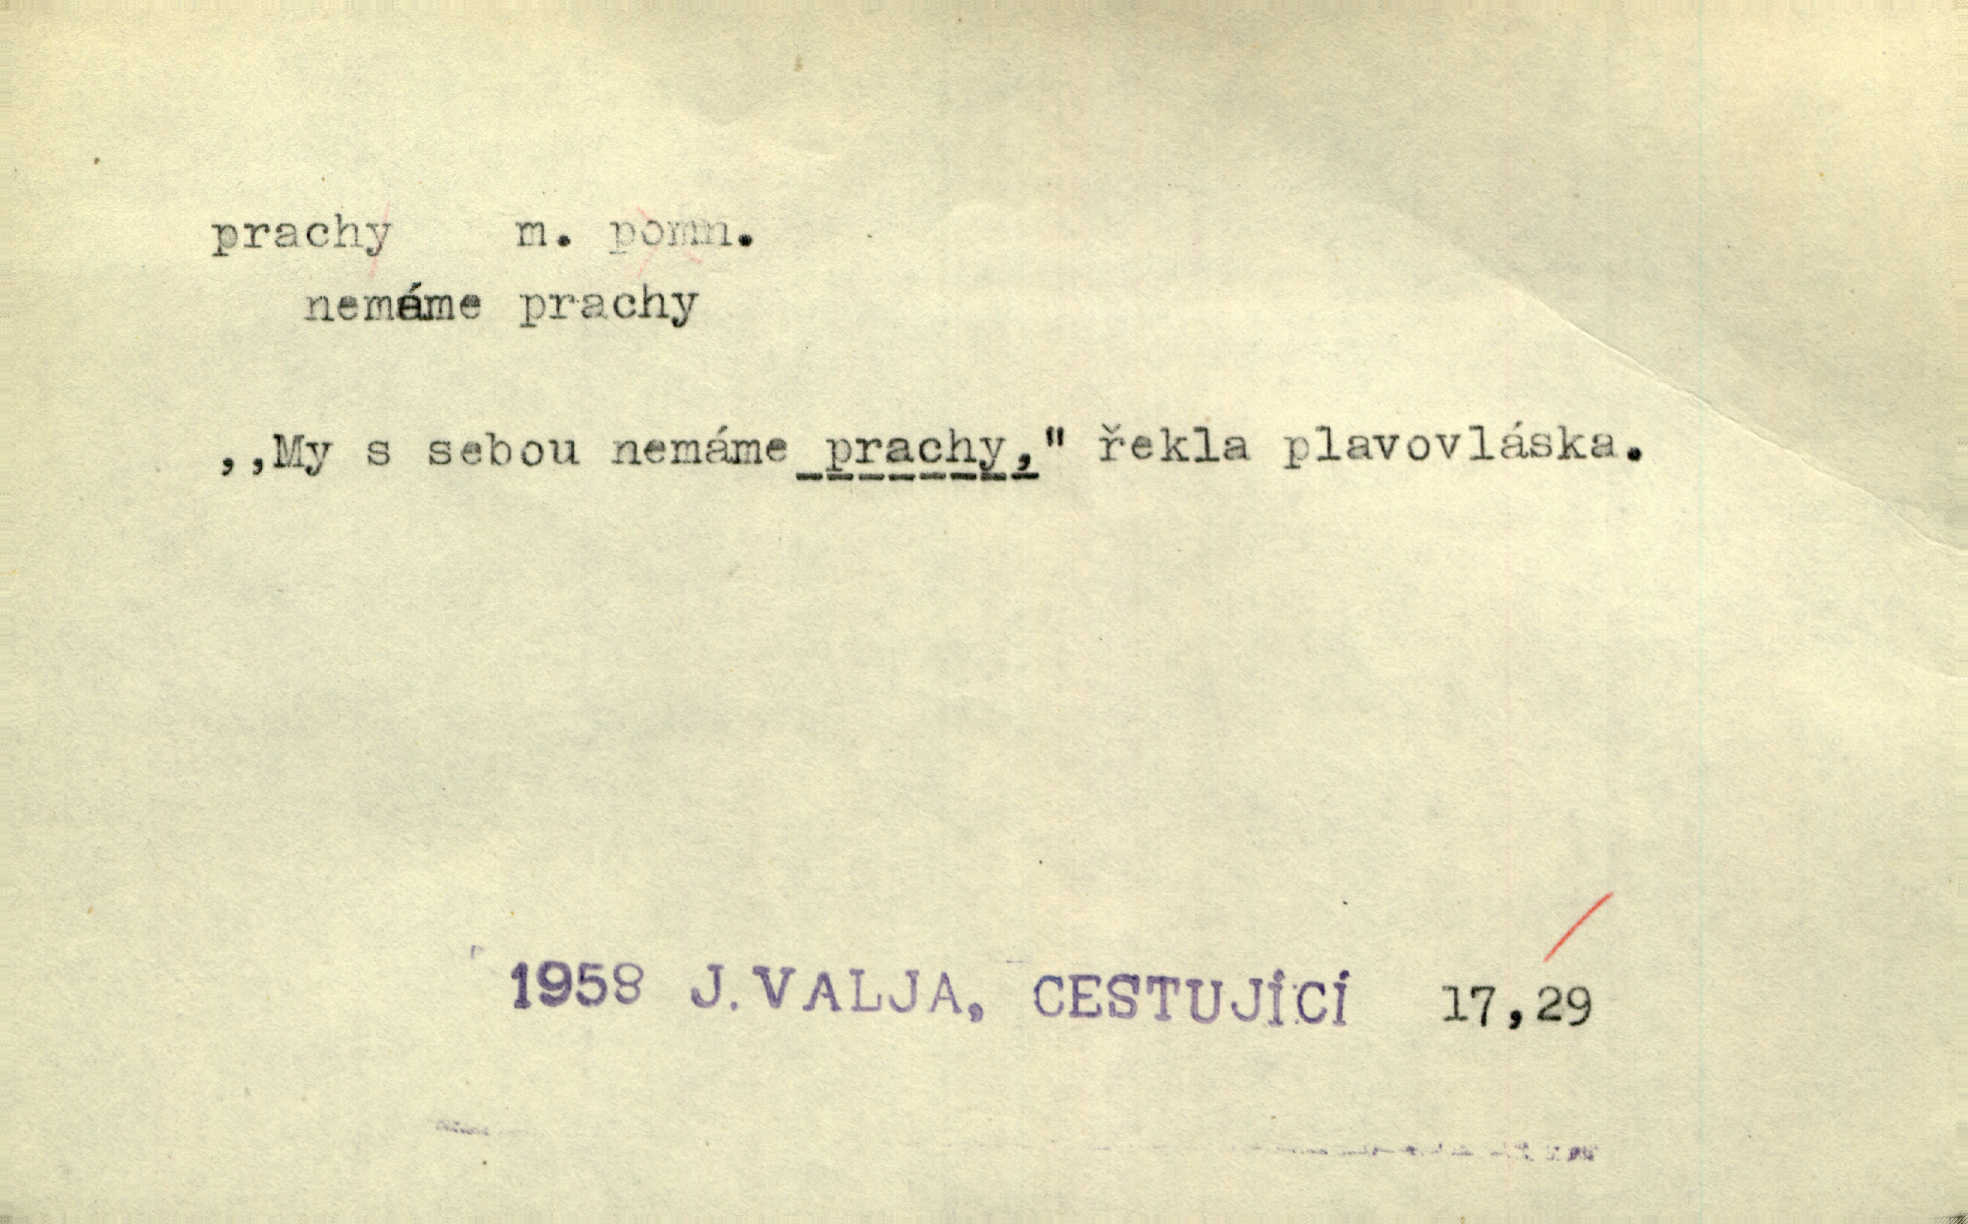 prachy m. pomn.
nemáme prachy
,,My s sebou nemáme prachy," řekla plavovláska.
1958 J. VALJA, CESTUJÍCÍ 17,29